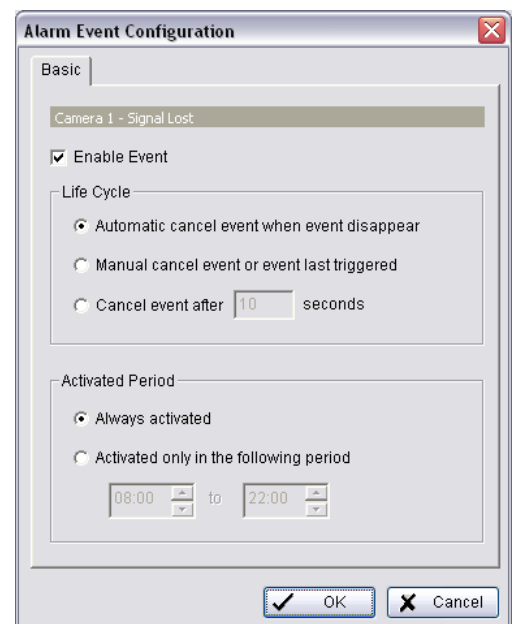 Alarm Event Configuration
Basic
Camera 1 - Signal Lost
Enable Event
Life Cycle
Automatic cancel event when event disappear
Manual cancel event or event last triggered
Cancel event after 10 seconds
Activated Period
Always activated
Activated only in the following period
08:00 to 22:00
OK Cancel